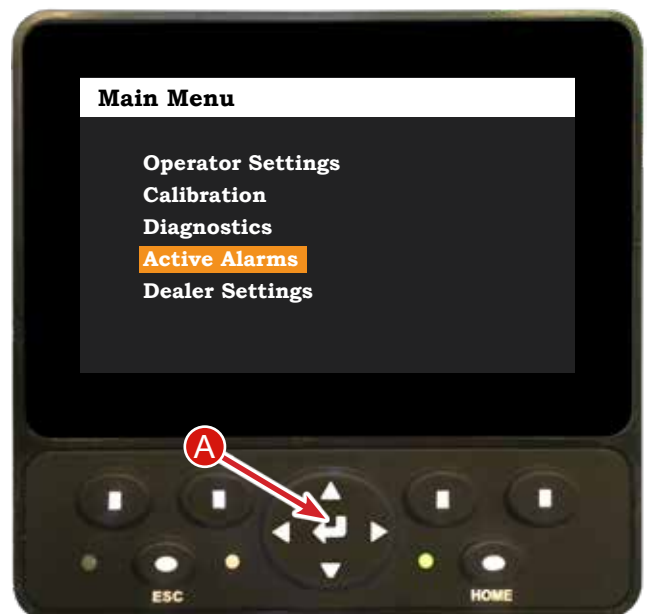 Main Menu
Operator Settings
Calibration
Diagnostics
Active Alarms
Dealer Settings
A
ESC
HOME